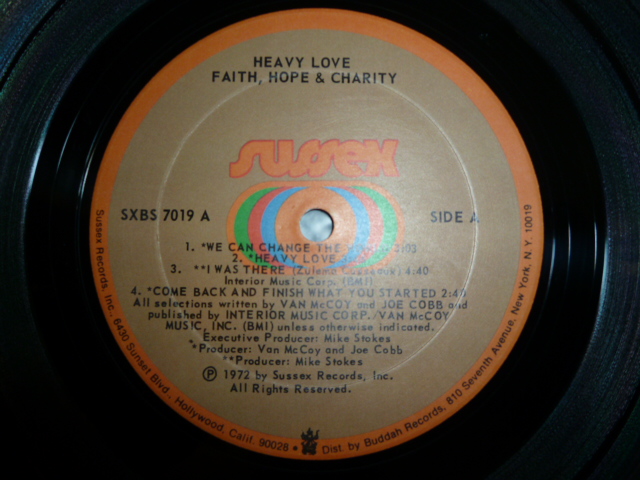 HEAVY LOVE
FAITH, HOPE & CHARITY
sussex
SXBS 7019 A
SIDE A
1. *WE CAN CHANGE THE
2. *HEAVY LOVE
3. **I WAS THERE (Zulema) 4:40
Interior Music Corp. (BMI)
4. *COME BACK AND FINISH WHAT YOU STARTED 2:40
All selections written by VAN McCOY and JOE COBB and
published by INTERIOR MUSIC CORP./VAN McCOY
MUSIC, INC. (BMI) unless otherwise indicated.
Executive Producer: Mike Stokes
*Producer: Van McCoy and Joe Cobb
**Producer: Mike Stokes
Ⓟ 1972 by Sussex Records, Inc.
All Rights Reserved.
Sussex Records, Inc., 6430 Sunset Blvd., Hollywood, Calif. 90028 * Dist. by Buddah Records, 810 Seventh Avenue, New York, N.Y. 10019